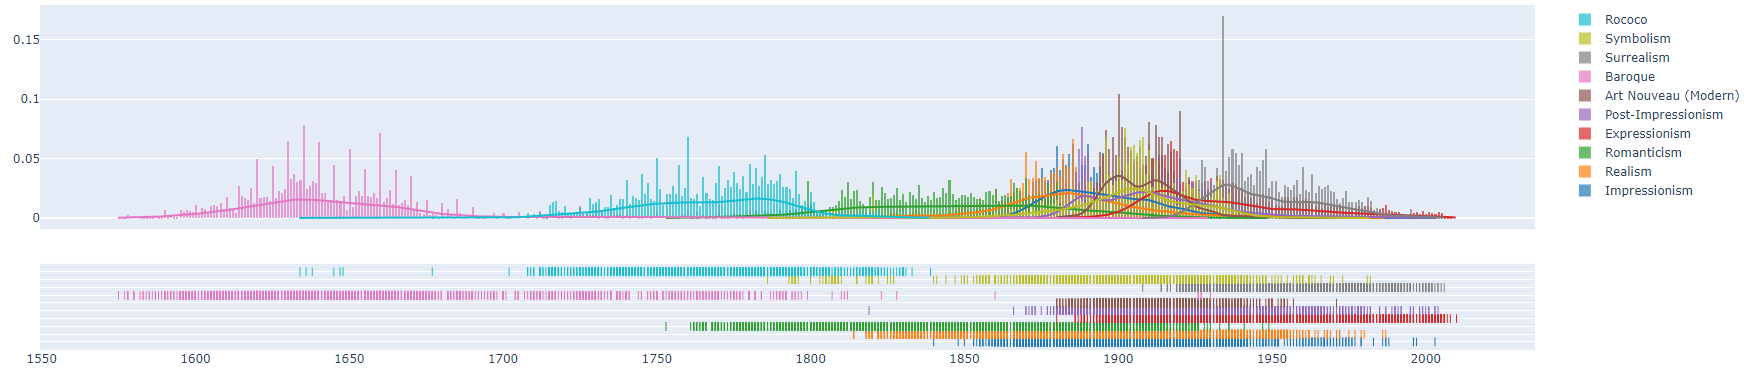 0.15
0.1
0.05
0
1550
1600
1650
1700
1750
1800
1850
1900
1950
2000
Rococo
Symbolism
Surrealism
Baroque
Art Nouveau (Modern)
Post-Impressionism
Expressionism
Romanticism
Realism
Impressionism